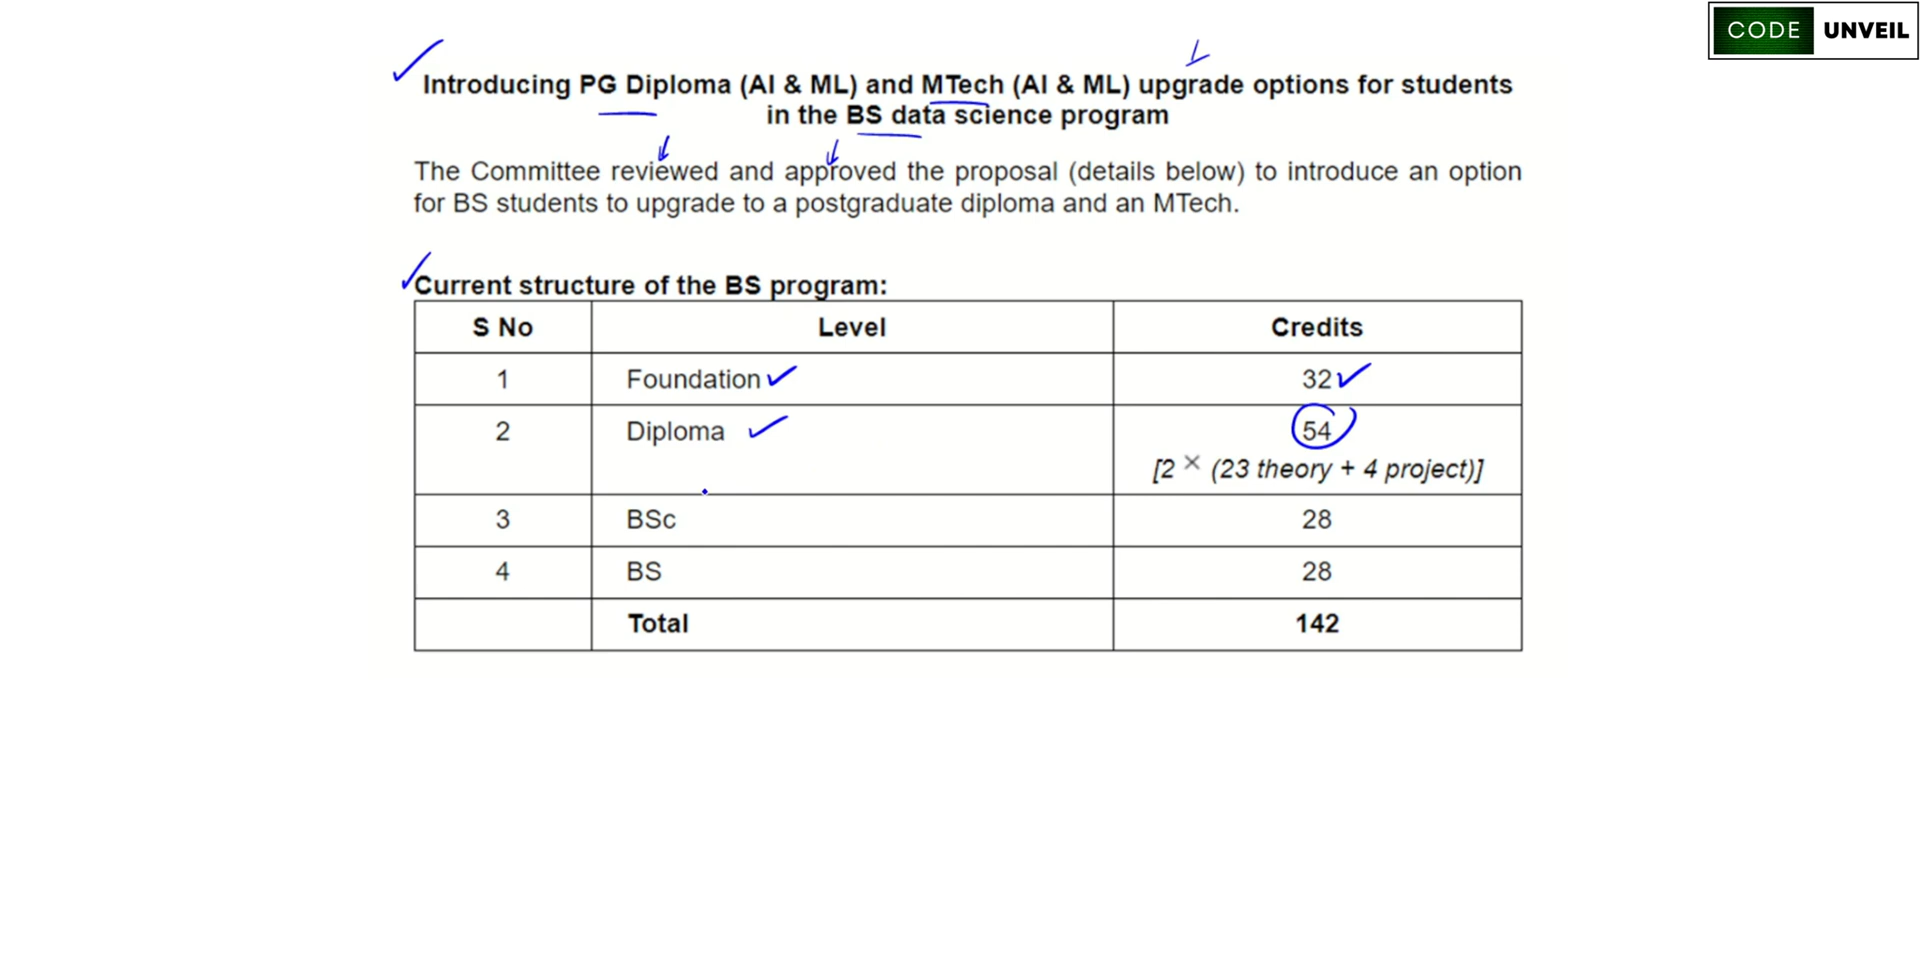 CODE UNVEIL
Introducing PG Diploma (AI & ML) and MTech (AI & ML) upgrade options for students
in the BS data science program
The Committee reviewed and approved the proposal (details below) to introduce an option
for BS students to upgrade to a postgraduate diploma and an MTech.
Current structure of the BS program:
S No Level Credits
1 Foundation 32
2 Diploma 54
[2 × (23 theory + 4 project)]
3 BSc 28
4 BS 28
Total 142